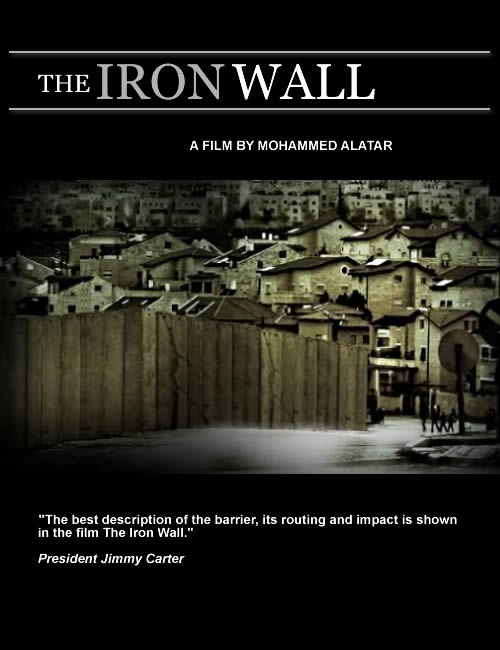 THE IRON WALL
A FILM BY MOHAMMED ALATAR
"The best description of the barrier, its routing and impact is shown
in the film The Iron Wall."
President Jimmy Carter